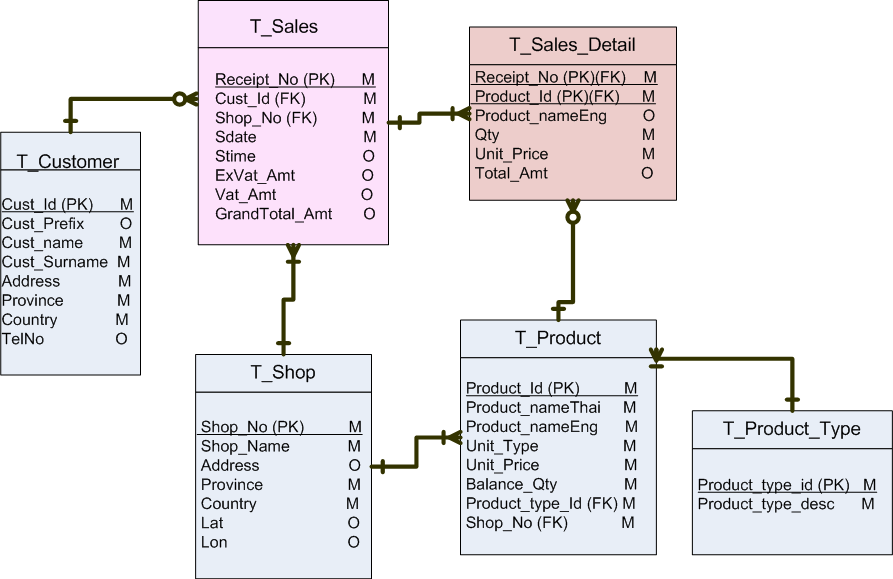 T_Sales
Receipt_No (PK) M
Cust_Id (FK) M
Shop_No (FK) M
Sdate M
Stime O
ExVat_Amt O
Vat_Amt O
GrandTotal_Amt O
T_Sales_Detail
Receipt_No (PK)(FK) M
Product_Id (PK)(FK) M
Product_nameEng O
Qty M
Unit_Price M
Total_Amt O
T_Customer
Cust_Id (PK) M
Cust_Prefix O
Cust_name M
Cust_Surname M
Address M
Province M
Country M
TelNo O
T_Shop
Shop_No (PK) M
Shop_Name M
Address O
Province M
Country M
Lat O
Lon O
T_Product
Product_Id (PK) M
Product_nameThai M
Product_nameEng M
Unit_Type M
Unit_Price M
Balance_Qty M
Product_type_Id (FK) M
Shop_No (FK) M
T_Product_Type
Product_type_id (PK) M
Product_type_desc M